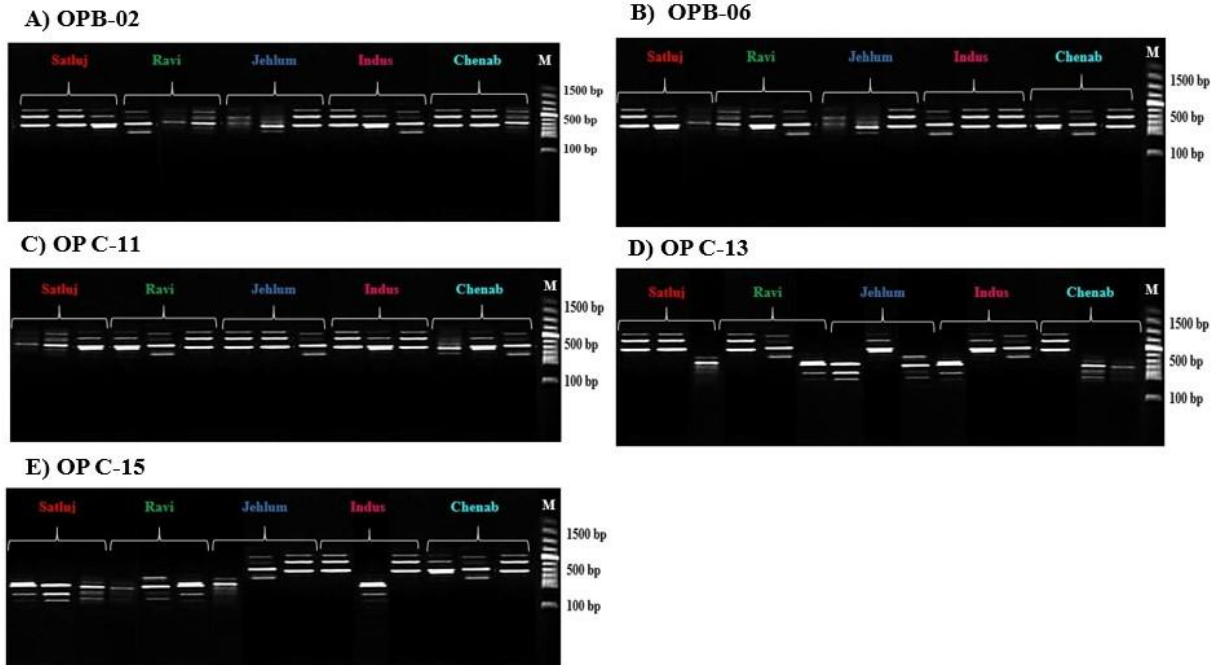 A) OPB-02
Satluj Ravi Jehlum Indus Chenab M
1500 bp
500 bp
100 bp
B) OPB-06
Satluj Ravi Jehlum Indus Chenab M
1500 bp
500 bp
100 bp
C) OP C-11
Satluj Ravi Jehlum Indus Chenab M
1500 bp
500 bp
100 bp
D) OP C-13
Satluj Ravi Jehlum Indus Chenab M
1500 bp
500 bp
100 bp
E) OP C-15
Satluj Ravi Jehlum Indus Chenab M
1500 bp
500 bp
100 bp